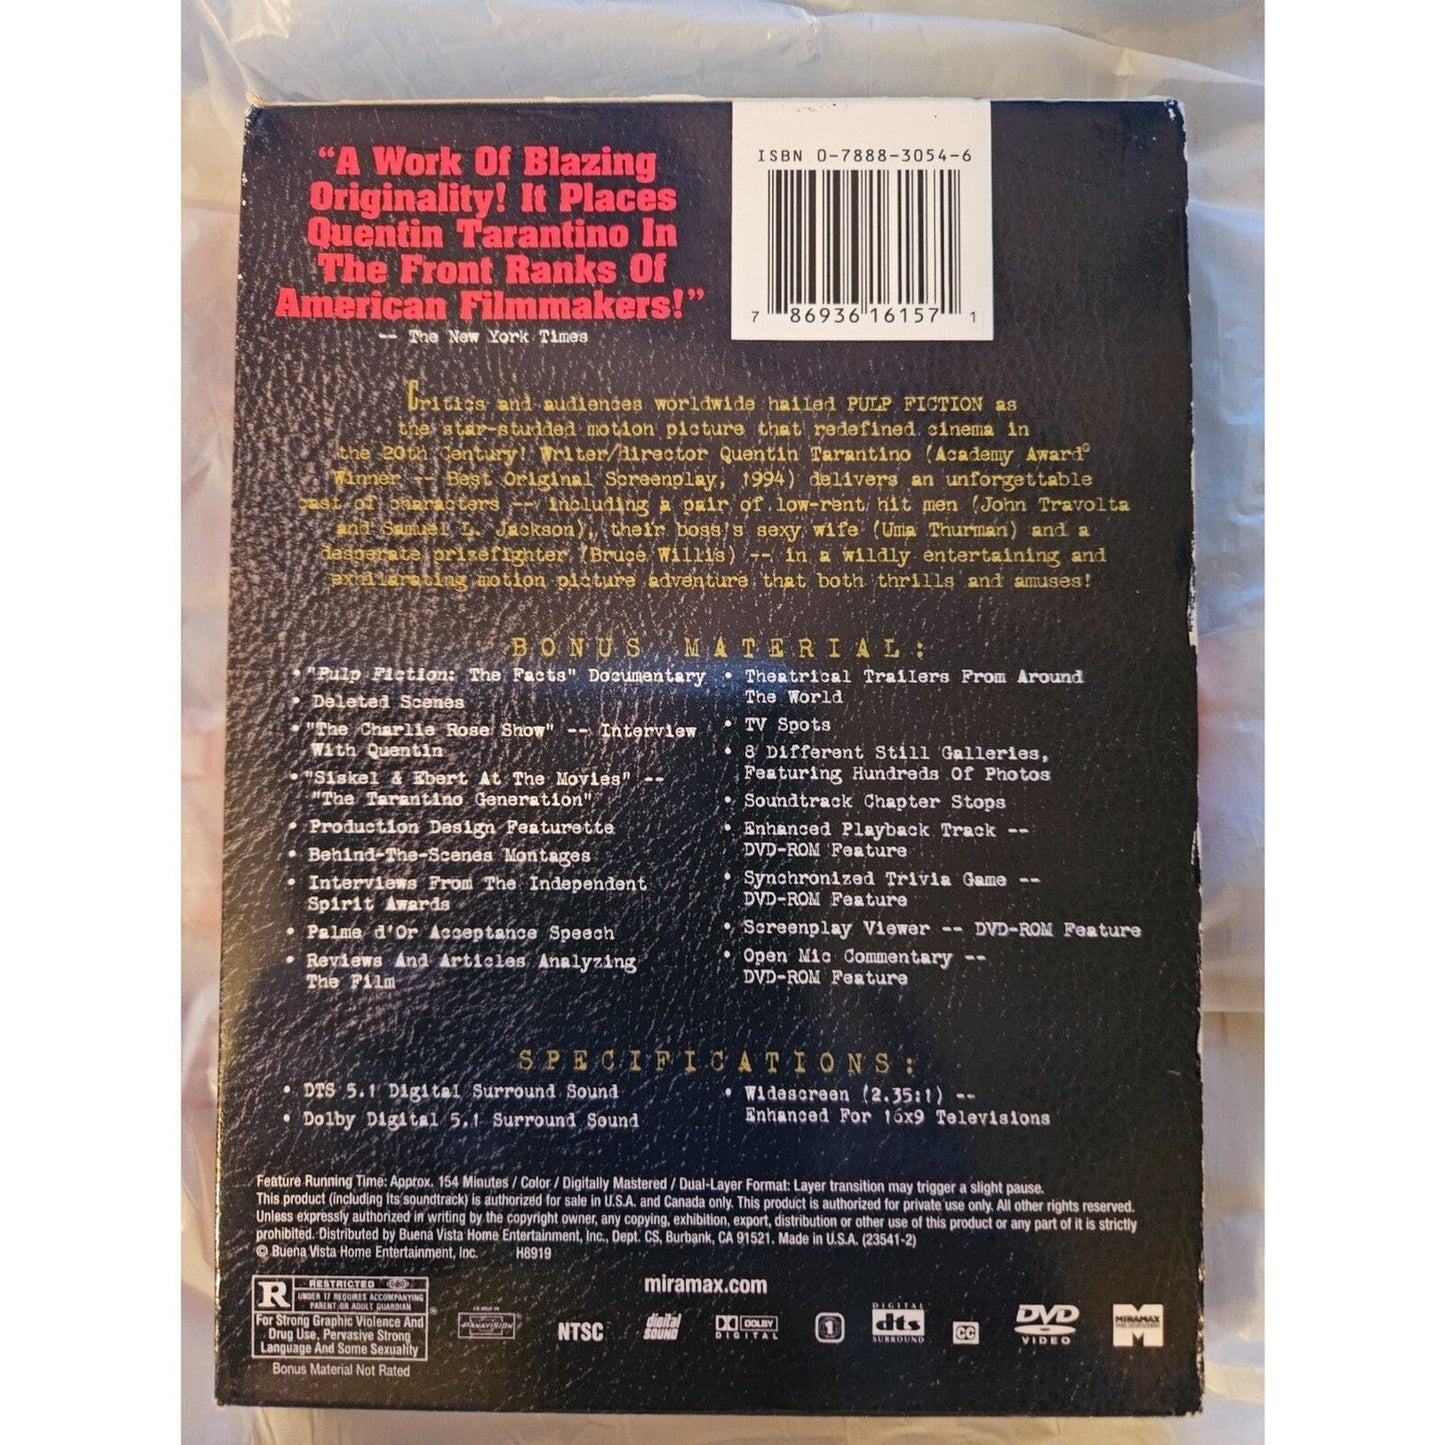 "A Work Of Blazing
Originality! It Places
Quentin Tarantino In
The Front Ranks Of
American Filmmakers!"
-- The New York Times
ISBN 0-7888-3054-6
7 86936 16157 1
Critics and audiences worldwide hailed PULP FICTION as
the star-studded motion picture that redefined cinema in
the 20th Century! Writer/director Quentin Tarantino (Academy Award®
Winner -- Best Original Screenplay, 1994) delivers an unforgettable
cast of characters -- including a pair of low-rent hit men (John Travolta
and Samuel L. Jackson), their boss's sexy wife (Uma Thurman) and a
desperate prizefighter (Bruce Willis) -- in a wildly entertaining and
exhilarating motion picture adventure that both thrills and amuses!
BONUS MATERIAL:
• "Pulp Fiction: The Facts" Documentary
• Deleted Scenes
• "The Charlie Rose Show" -- Interview
With Quentin
• "Siskel & Ebert At The Movies" --
"The Tarantino Generation"
• Production Design Featurette
• Behind-The-Scenes Montages
• Interviews From The Independent
Spirit Awards
• Palme d'Or Acceptance Speech
• Reviews And Articles Analyzing
The Film
• Theatrical Trailers From Around
The World
• TV Spots
• 8 Different Still Galleries,
Featuring Hundreds Of Photos
• Soundtrack Chapter Stops
• Enhanced Playback Track --
DVD-ROM Feature
• Synchronized Trivia Game --
DVD-ROM Feature
• Screenplay Viewer -- DVD-ROM Feature
• Open Mic Commentary --
DVD-ROM Feature
SPECIFICATIONS:
• DTS 5.1 Digital Surround Sound
• Dolby Digital 5.1 Surround Sound
• Widescreen (2.35:1) --
Enhanced For 16x9 Televisions
Feature Running Time: Approx. 154 Minutes / Color / Digitally Mastered / Dual-Layer Format: Layer transition may trigger a slight pause.
This product (including its soundtrack) is authorized for sale in U.S.A. and Canada only. This product is authorized for private use only. All other rights reserved.
Unless expressly authorized in writing by the copyright owner, any copying, exhibition, export, distribution or other use of this product or any part of it is strictly
prohibited. Distributed by Buena Vista Home Entertainment, Inc., Dept. CS, Burbank, CA 91521. Made in U.S.A. (23541-2)
© Buena Vista Home Entertainment, Inc. H8919
miramax.com
R RESTRICTED
UNDER 17 REQUIRES ACCOMPANYING
PARENT OR ADULT GUARDIAN
For Strong Graphic Violence And
Drug Use, Pervasive Strong
Language And Some Sexuality
Bonus Material Not Rated
PANAVISION
NTSC
digital
SOUND
DOLBY
DIGITAL
1
DIGITAL
dts
SURROUND
CC
DVD
VIDEO
MIRAMAX
M